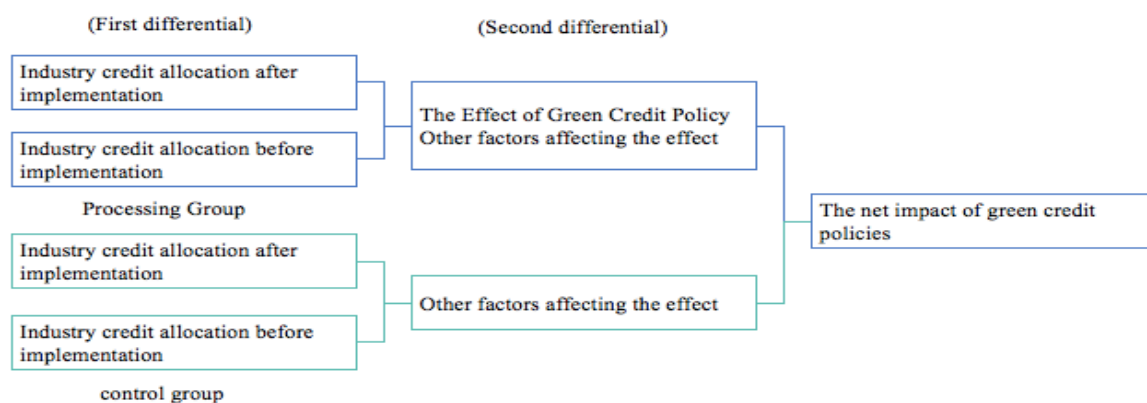 (First differential)
(Second differential)
Industry credit allocation after
implementation
Industry credit allocation before
implementation
Processing Group
The Effect of Green Credit Policy
Other factors affecting the effect
Industry credit allocation after
implementation
Industry credit allocation before
implementation
control group
Other factors affecting the effect
The net impact of green credit
policies